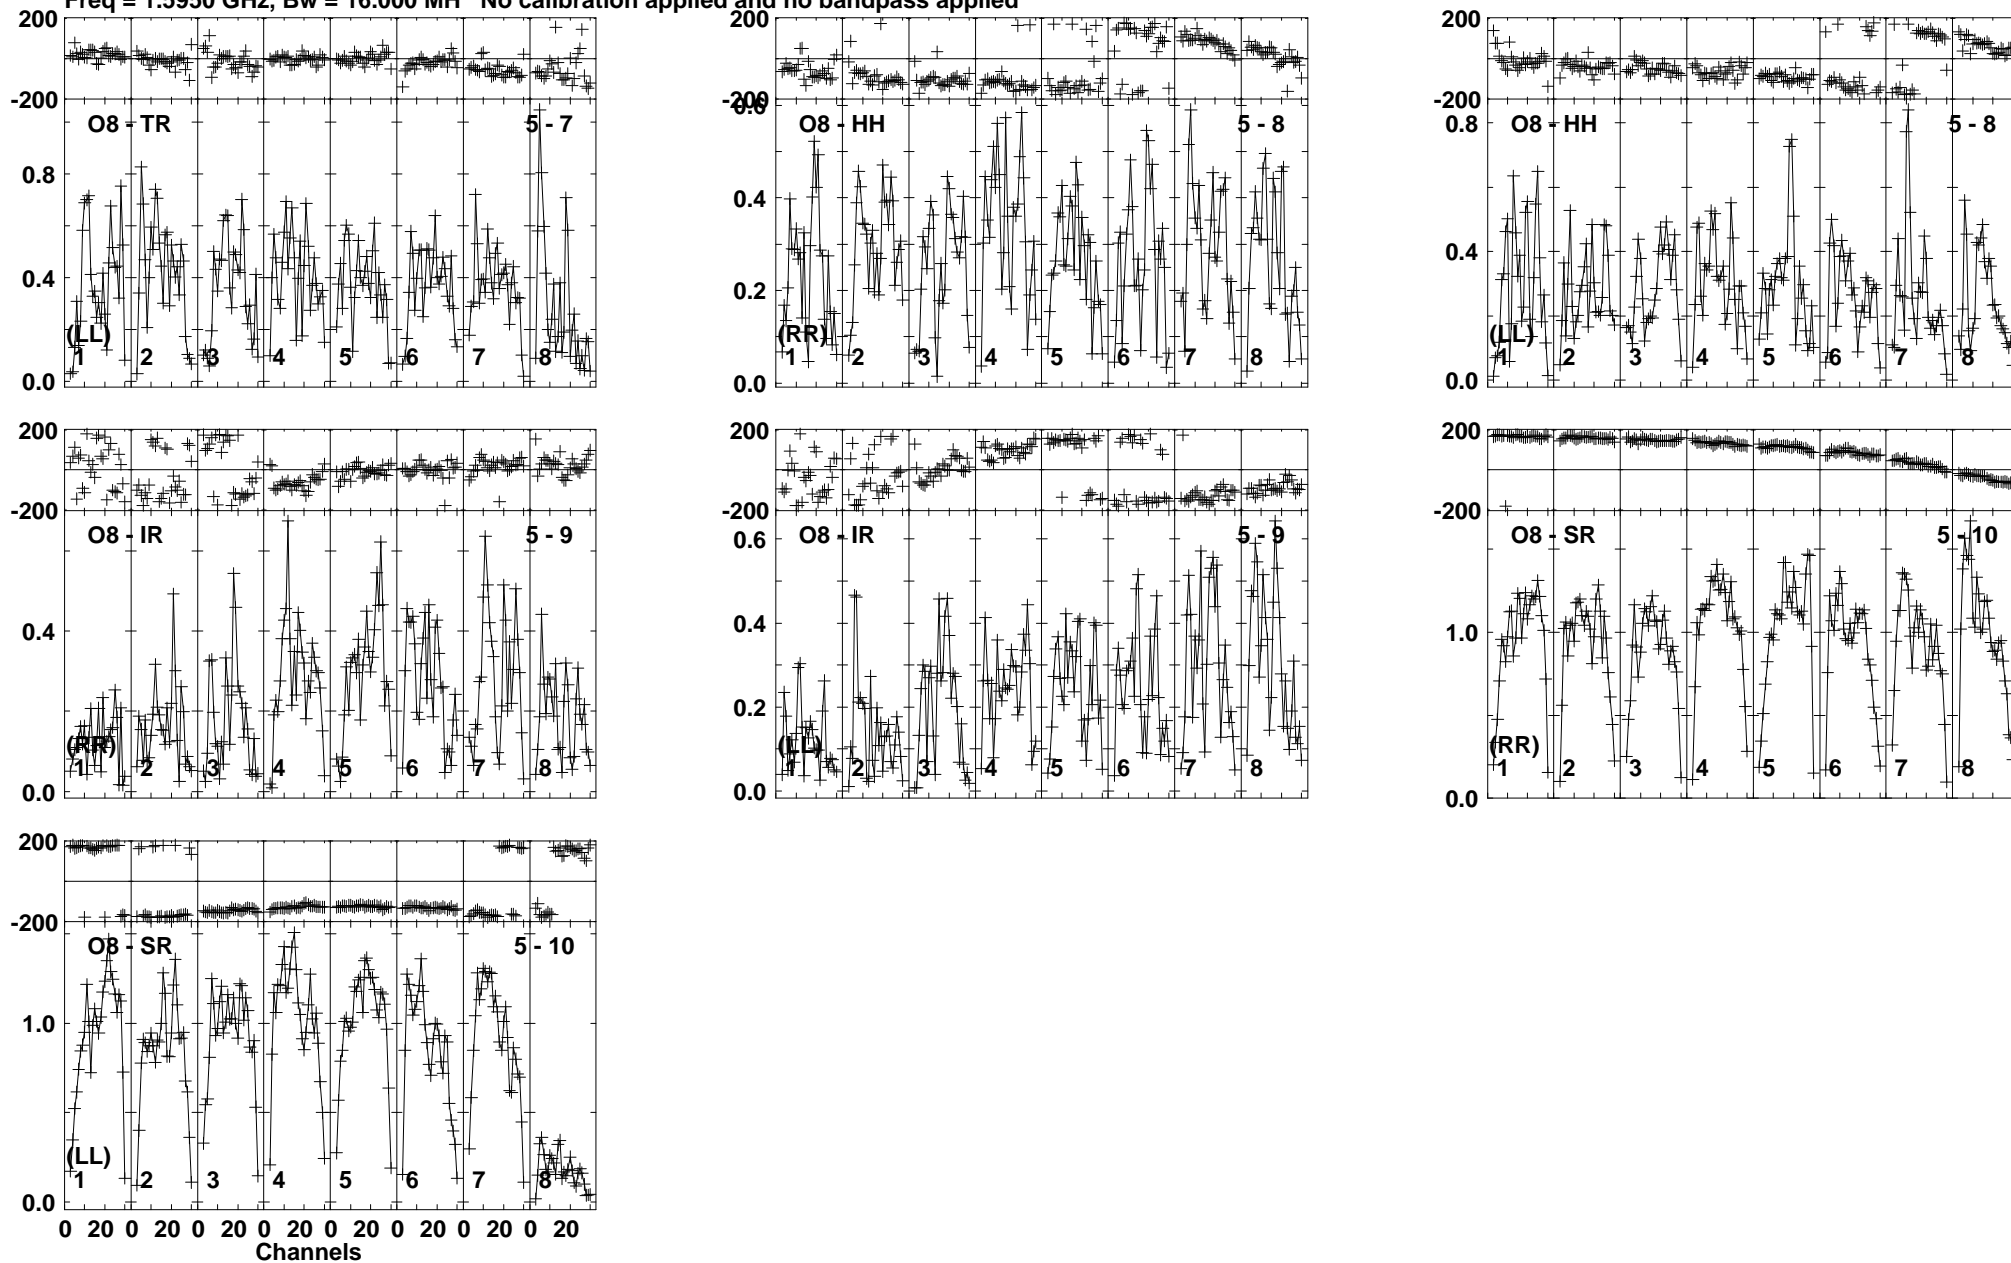 Freq = 1.5950 GHz, Bw = 16.000 MH   No calibration applied and no bandpass applied
200
-200
O8 - TR 5 - 7
0.8
0.4
0.0
(LL)
1 2 3 4 5 6 7 8
200
-200
0.6
O8 - HH 5 - 8
0.4
0.2
0.0
(RR)
1 2 3 4 5 6 7 8
200
-200
0.8
O8 - HH 5 - 8
0.4
0.0
(LL)
1 2 3 4 5 6 7 8
200
-200
O8 - IR 5 - 9
0.4
0.0
(RR)
1 2 3 4 5 6 7 8
200
-200
0.6
O8 - IR 5 - 9
0.4
0.2
0.0
(LL)
1 2 3 4 5 6 7 8
200
-200
O8 - SR 5 - 10
1.0
0.0
(RR)
1 2 3 4 5 6 7 8
200
-200
O8 - SR 5 - 10
1.0
0.0
(LL)
1 2 3 4 5 6 7 8
0 20 0 20 0 20 0 20 0 20 0 20 0 20 0 20
Channels